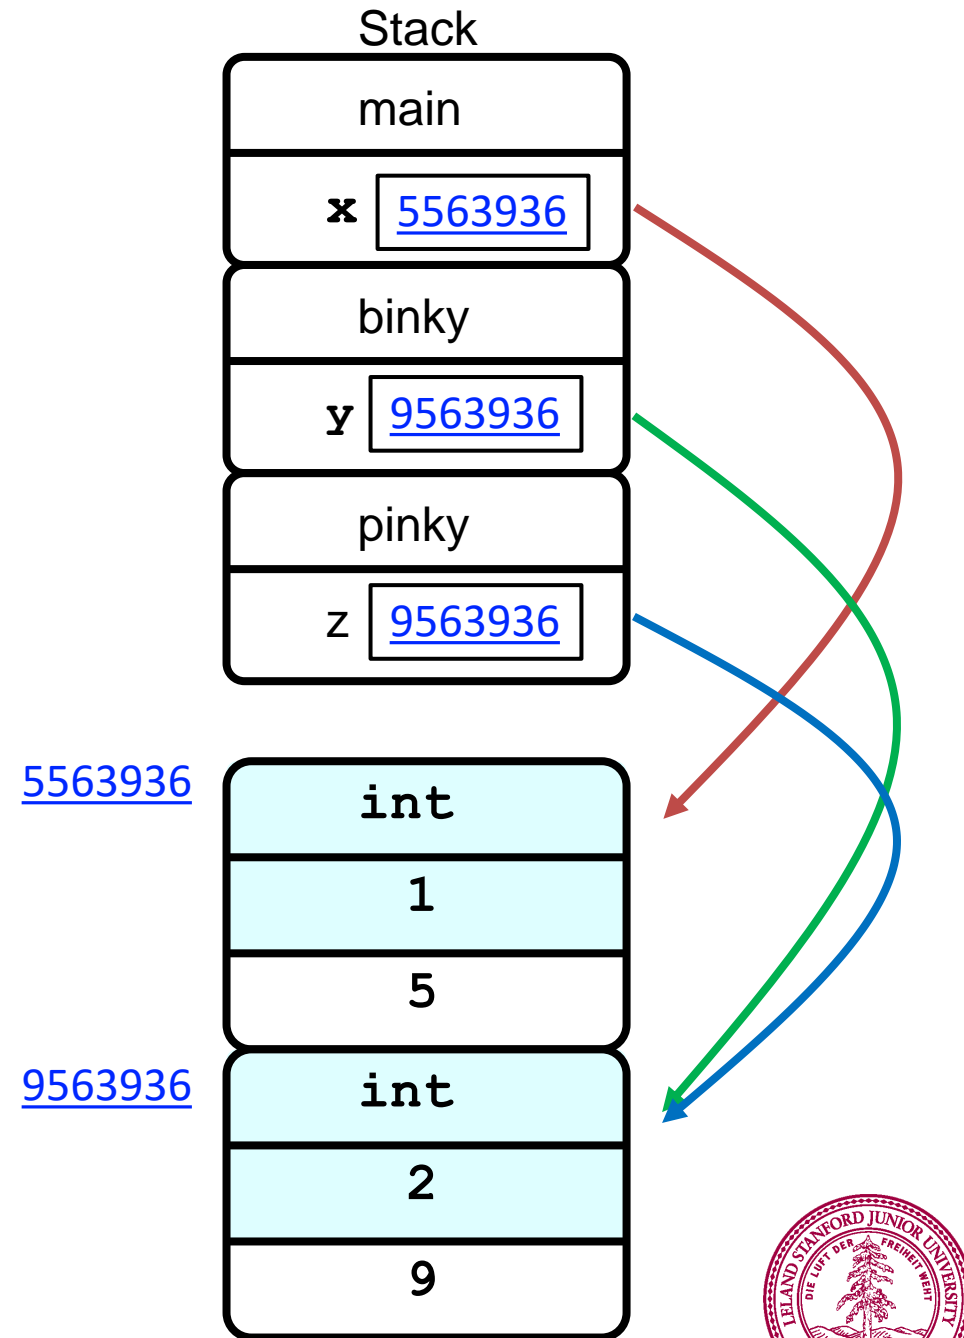 Stack
main
x 5563936
binky
y 9563936
pinky
z 9563936
5563936 int
1
5
9563936 int
2
9
LELAND STANFORD JUNIOR UNIVERSITY
DIE LUFT DER FREIHEIT WEHT